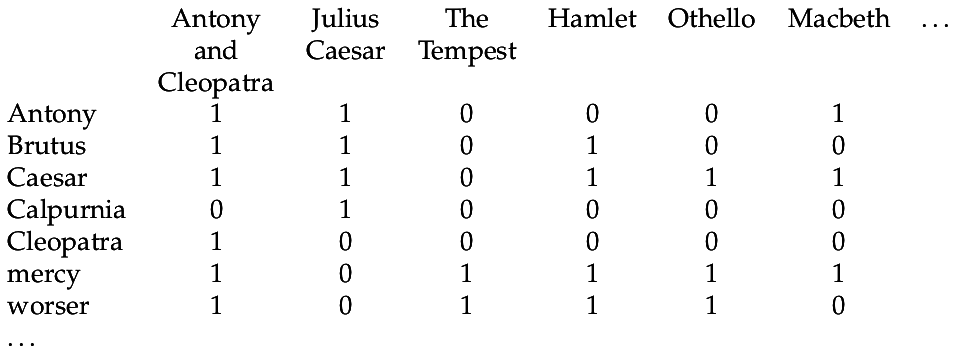 Antony Julius The Hamlet Othello Macbeth ...
and Caesar Tempest
Cleopatra
Antony 1 1 0 0 0 1
Brutus 1 1 0 1 0 0
Caesar 1 1 0 1 1 1
Calpurnia 0 1 0 0 0 0
Cleopatra 1 0 0 0 0 0
mercy 1 0 1 1 1 1
worser 1 0 1 1 1 0
...